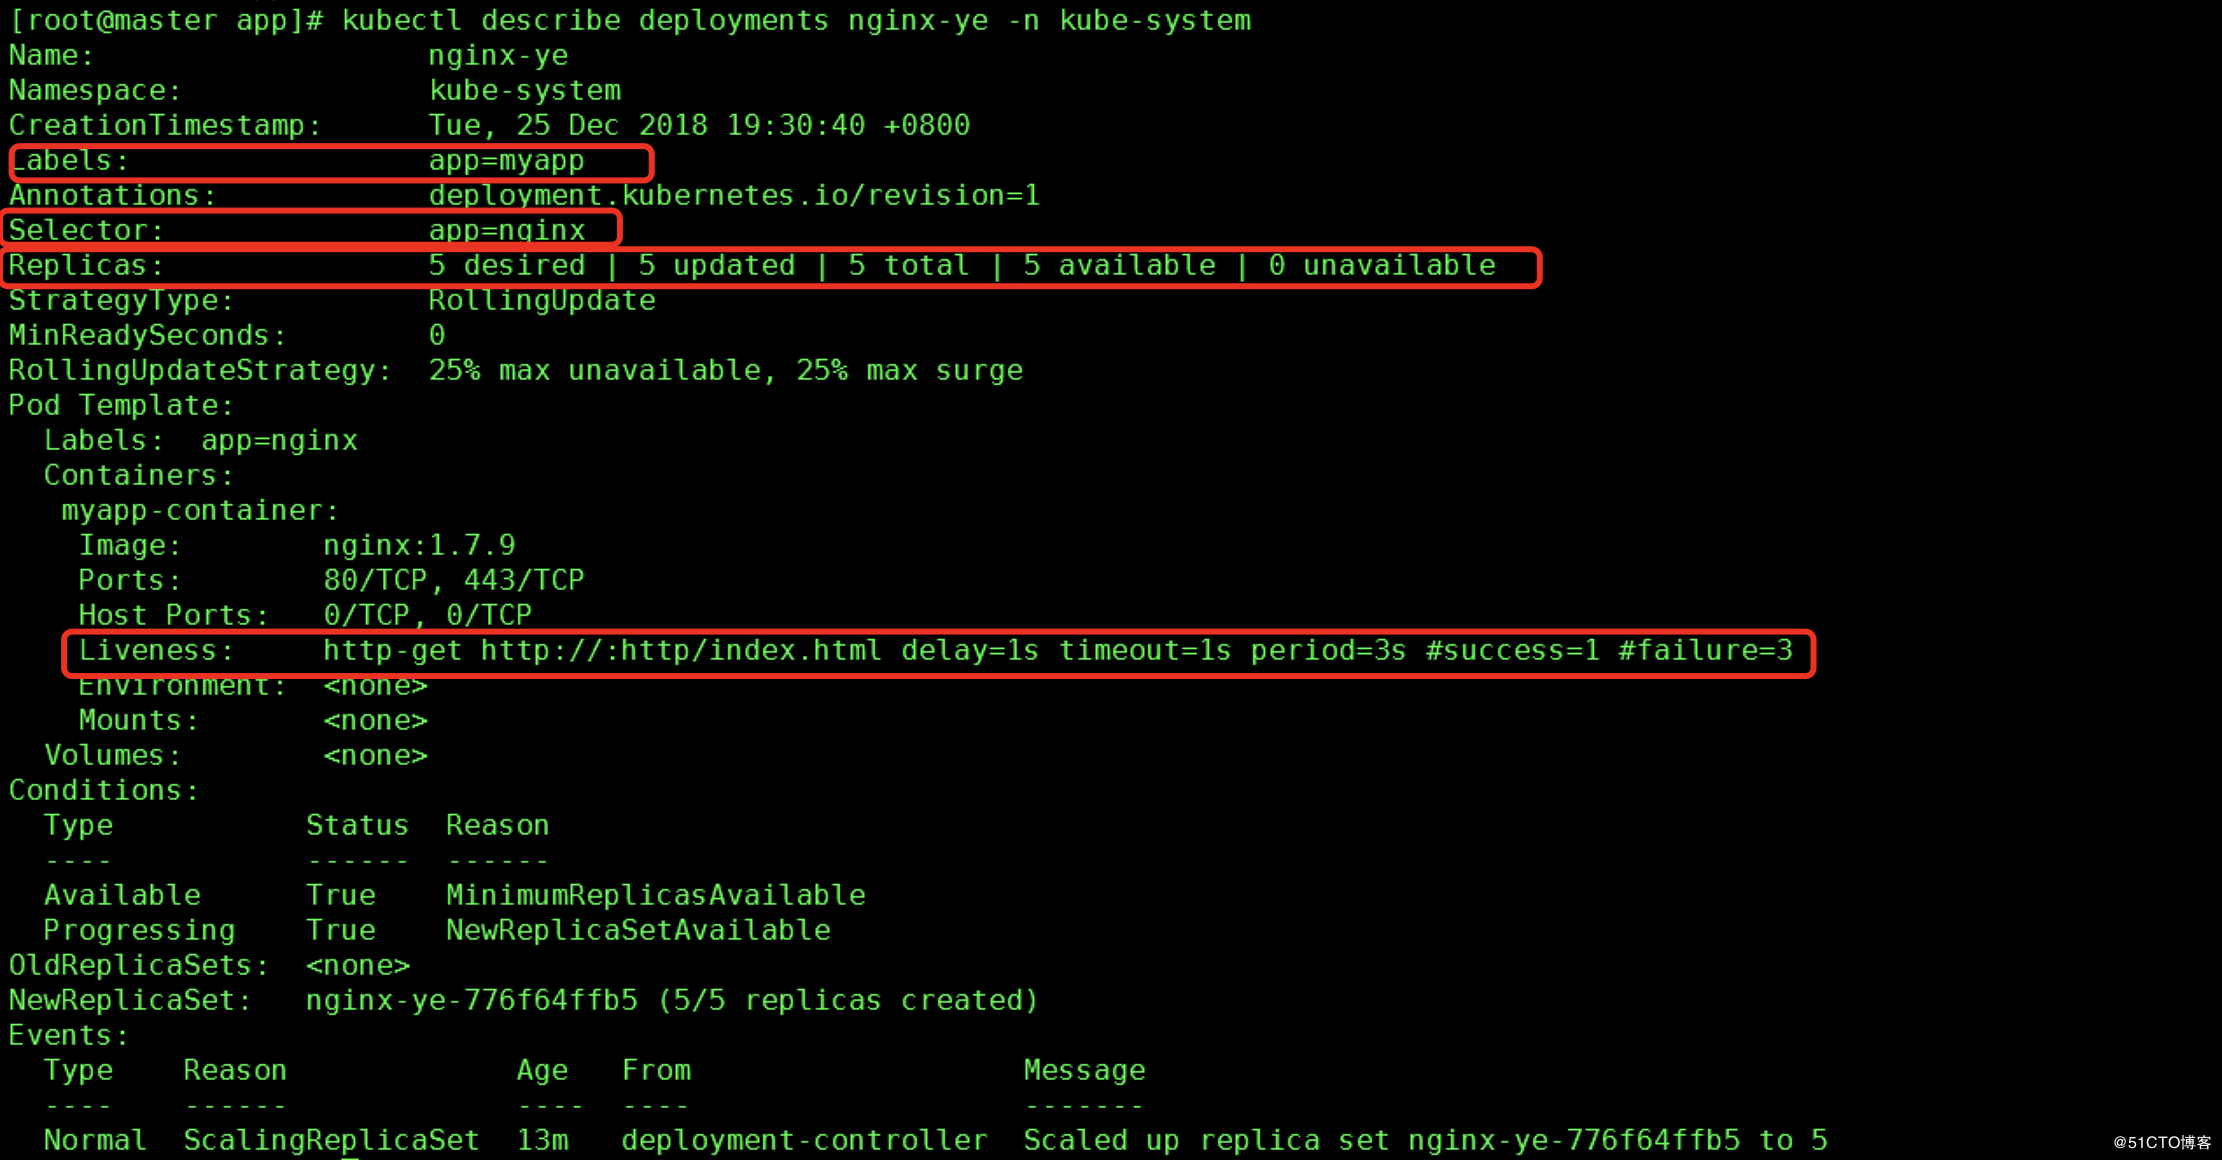 [root@master app]# kubectl describe deployments nginx-ye -n kube-system
Name:                   nginx-ye
Namespace:              kube-system
CreationTimestamp:      Tue, 25 Dec 2018 19:30:40 +0800
Labels:                 app=myapp
Annotations:            deployment.kubernetes.io/revision=1
Selector:               app=nginx
Replicas:               5 desired | 5 updated | 5 total | 5 available | 0 unavailable
StrategyType:           RollingUpdate
MinReadySeconds:        0
RollingUpdateStrategy:  25% max unavailable, 25% max surge
Pod Template:
  Labels:  app=nginx
  Containers:
   myapp-container:
    Image:        nginx:1.7.9
    Ports:        80/TCP, 443/TCP
    Host Ports:   0/TCP, 0/TCP
    Liveness:     http-get http://:http/index.html delay=1s timeout=1s period=3s #success=1 #failure=3
    Environment:  <none>
    Mounts:       <none>
  Volumes:        <none>
Conditions:
  Type           Status  Reason
  ----           ------  ------
  Available      True    MinimumReplicasAvailable
  Progressing    True    NewReplicaSetAvailable
OldReplicaSets:  <none>
NewReplicaSet:   nginx-ye-776f64ffb5 (5/5 replicas created)
Events:
  Type    Reason             Age   From                   Message
  ----    ------             ----  ----                   -------
  Normal  ScalingReplicaSet  13m   deployment-controller  Scaled up replica set nginx-ye-776f64ffb5 to 5
@51CTO博客